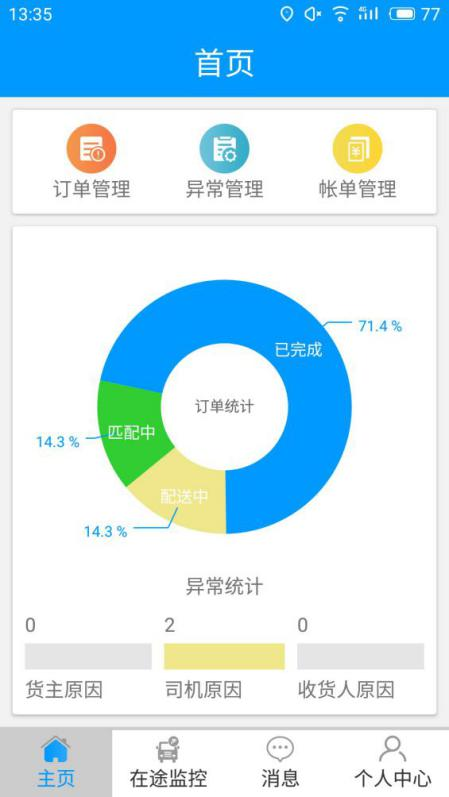 13:35
4G
77
首页
订单管理
异常管理
帐单管理
71.4 %
已完成
订单统计
匹配中
14.3 %
配送中
14.3 %
异常统计
0
2
0
货主原因
司机原因
收货人原因
主页
在途监控
消息
个人中心